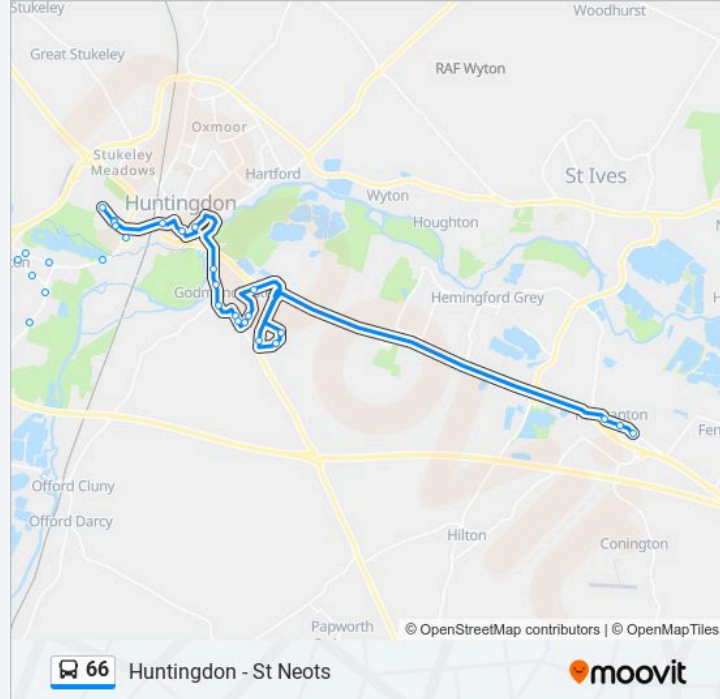 Stukeley
Woodhurst
Great Stukeley
RAF Wyton
Oxmoor
Stukeley
Meadows
Hartford
St Ives
Wyton
Huntingdon
Houghton
Hemingford Grey
Offord Cluny
Offord Darcy
Hilton
Conington
Papworth
© OpenStreetMap contributors | © OpenMapTiles
66 Huntingdon - St Neots
moovit